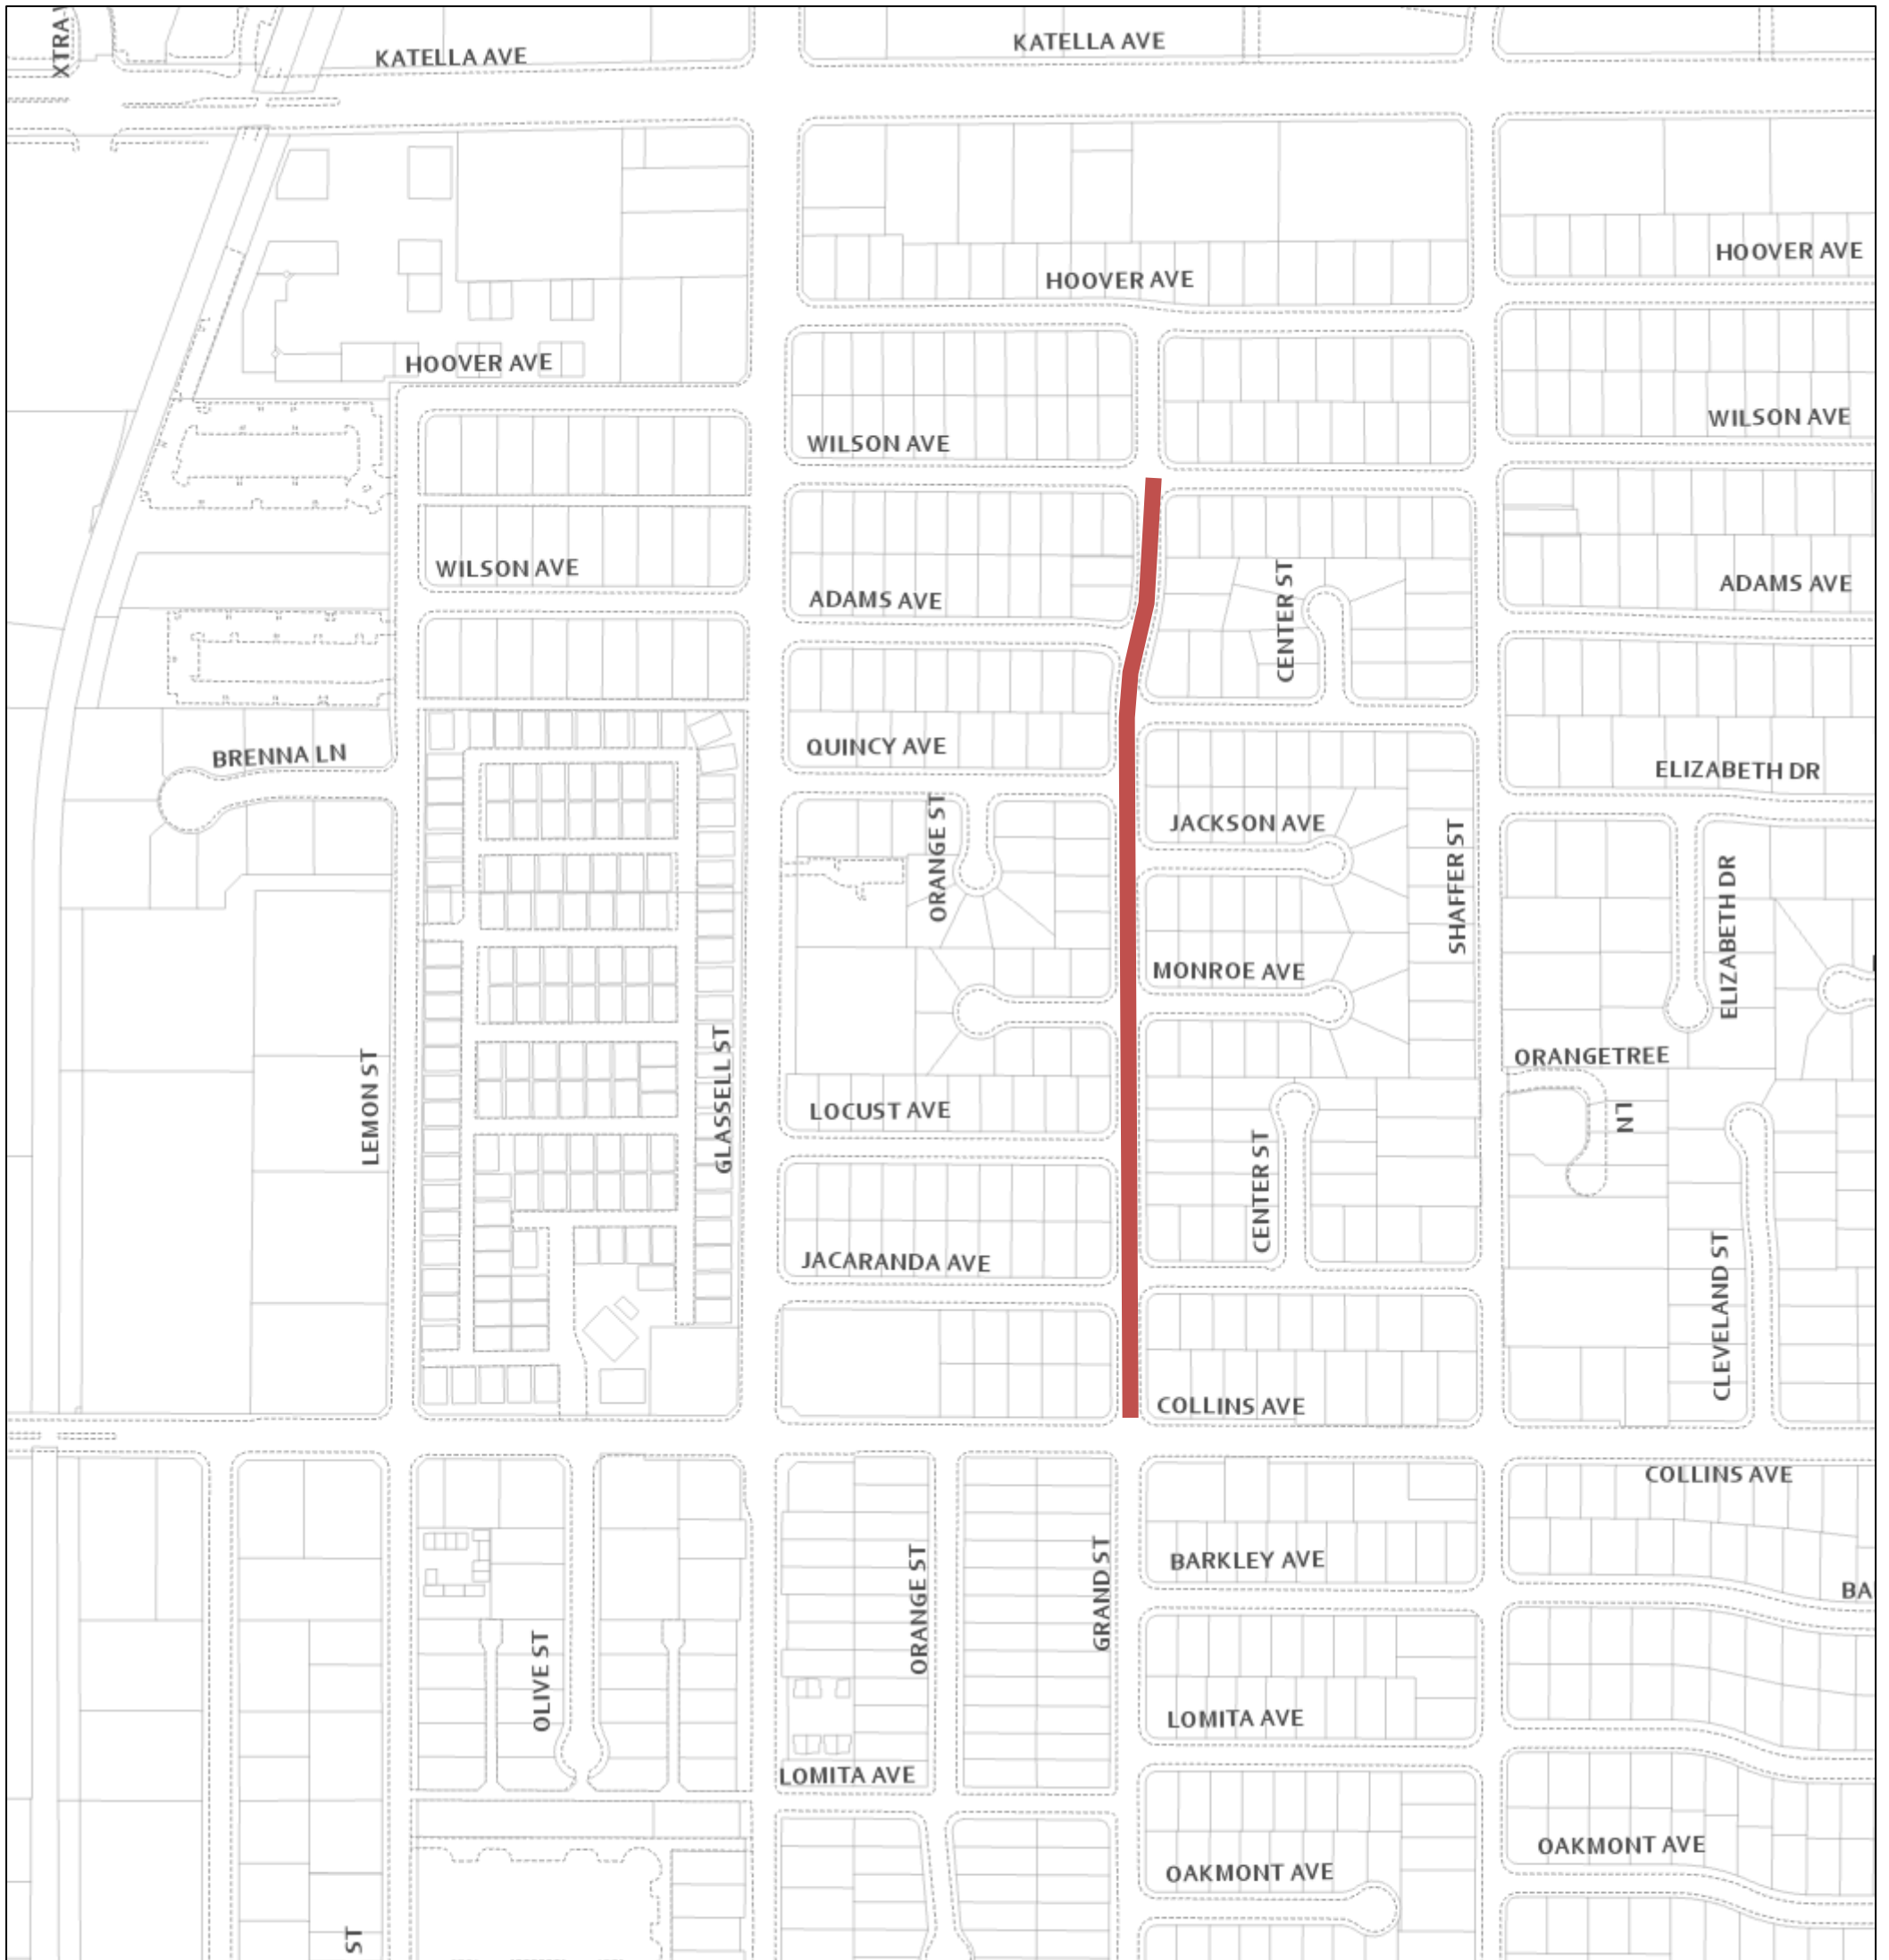 XTRA
KATELLA AVE
KATELLA AVE
HOOVER AVE
HOOVER AVE
HOOVER AVE
WILSON AVE
WILSON AVE
WILSON AVE
ADAMS AVE
ADAMS AVE
CENTER ST
QUINCY AVE
BRENNA LN
ELIZABETH DR
JACKSON AVE
ORANGE ST
SHAFFER ST
ELIZABETH DR
MONROE AVE
ORANGETREE
LN
LEMON ST
GLASSELL ST
LOCUST AVE
CENTER ST
JACARANDA AVE
CLEVELAND ST
COLLINS AVE
COLLINS AVE
BARKLEY AVE
BA
ORANGE ST
GRAND ST
OLIVE ST
LOMITA AVE
LOMITA AVE
OAKMONT AVE
OAKMONT AVE
ST